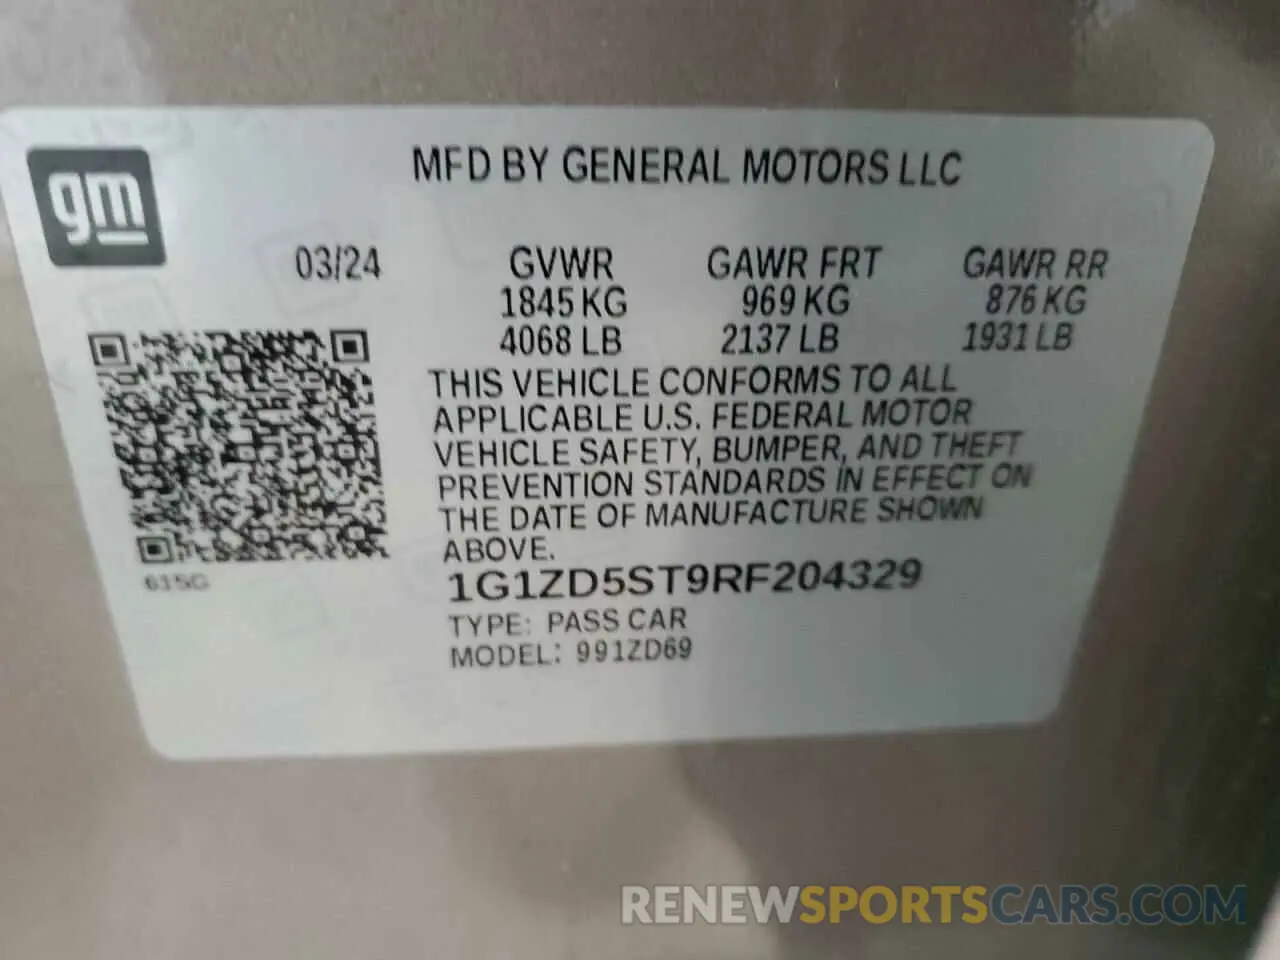 gm
MFD BY GENERAL MOTORS LLC
03/24 GVWR GAWR FRT GAWR RR
1845 KG 969 KG 876 KG
4068 LB 2137 LB 1931 LB
THIS VEHICLE CONFORMS TO ALL
APPLICABLE U.S. FEDERAL MOTOR
VEHICLE SAFETY, BUMPER, AND THEFT
PREVENTION STANDARDS IN EFFECT ON
THE DATE OF MANUFACTURE SHOWN
ABOVE.
615G
1G1ZD5ST9RF204329
TYPE: PASS CAR
MODEL: 991ZD69
RENEWSPORTSCARS.COM